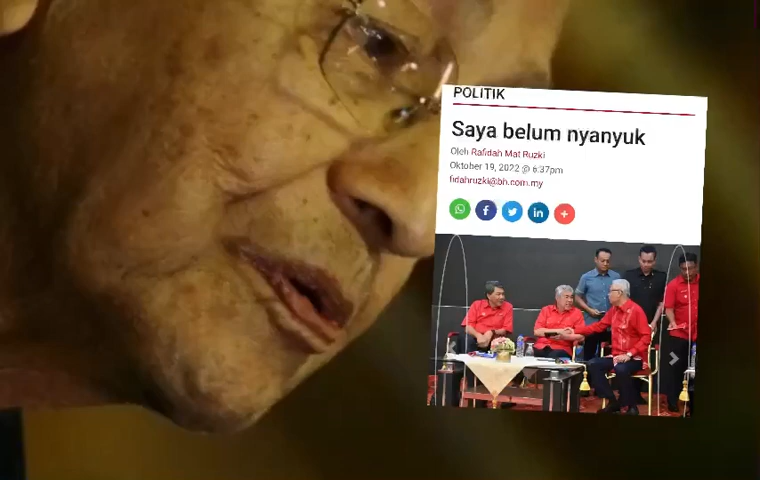 POLITIK
Saya belum nyanyuk
Oleh Rafidah Mat Ruzki
Oktober 19, 2022 @ 6:37pm
fidahruzki@bh.com.my